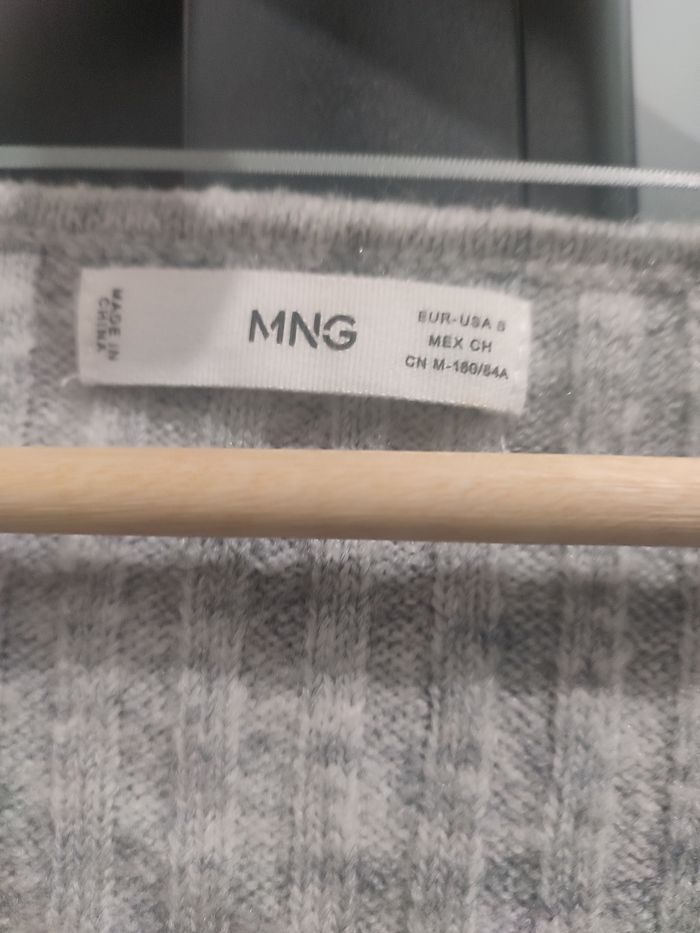 MADE IN
CHINA
MNG
EUR-USA S
MEX CH
CN M-160/84A